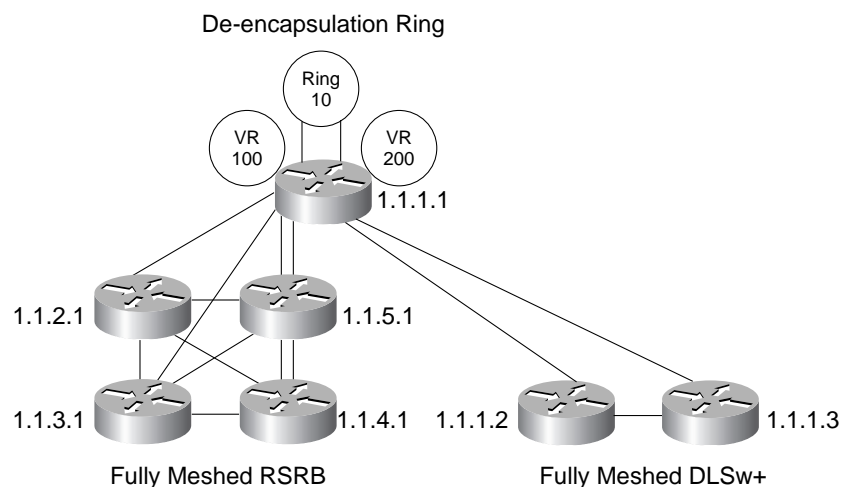 De-encapsulation Ring
Ring
10
VR
100
VR
200
1.1.1.1
1.1.2.1
1.1.5.1
1.1.3.1
1.1.4.1
1.1.1.2
1.1.1.3
Fully Meshed RSRB
Fully Meshed DLSw+